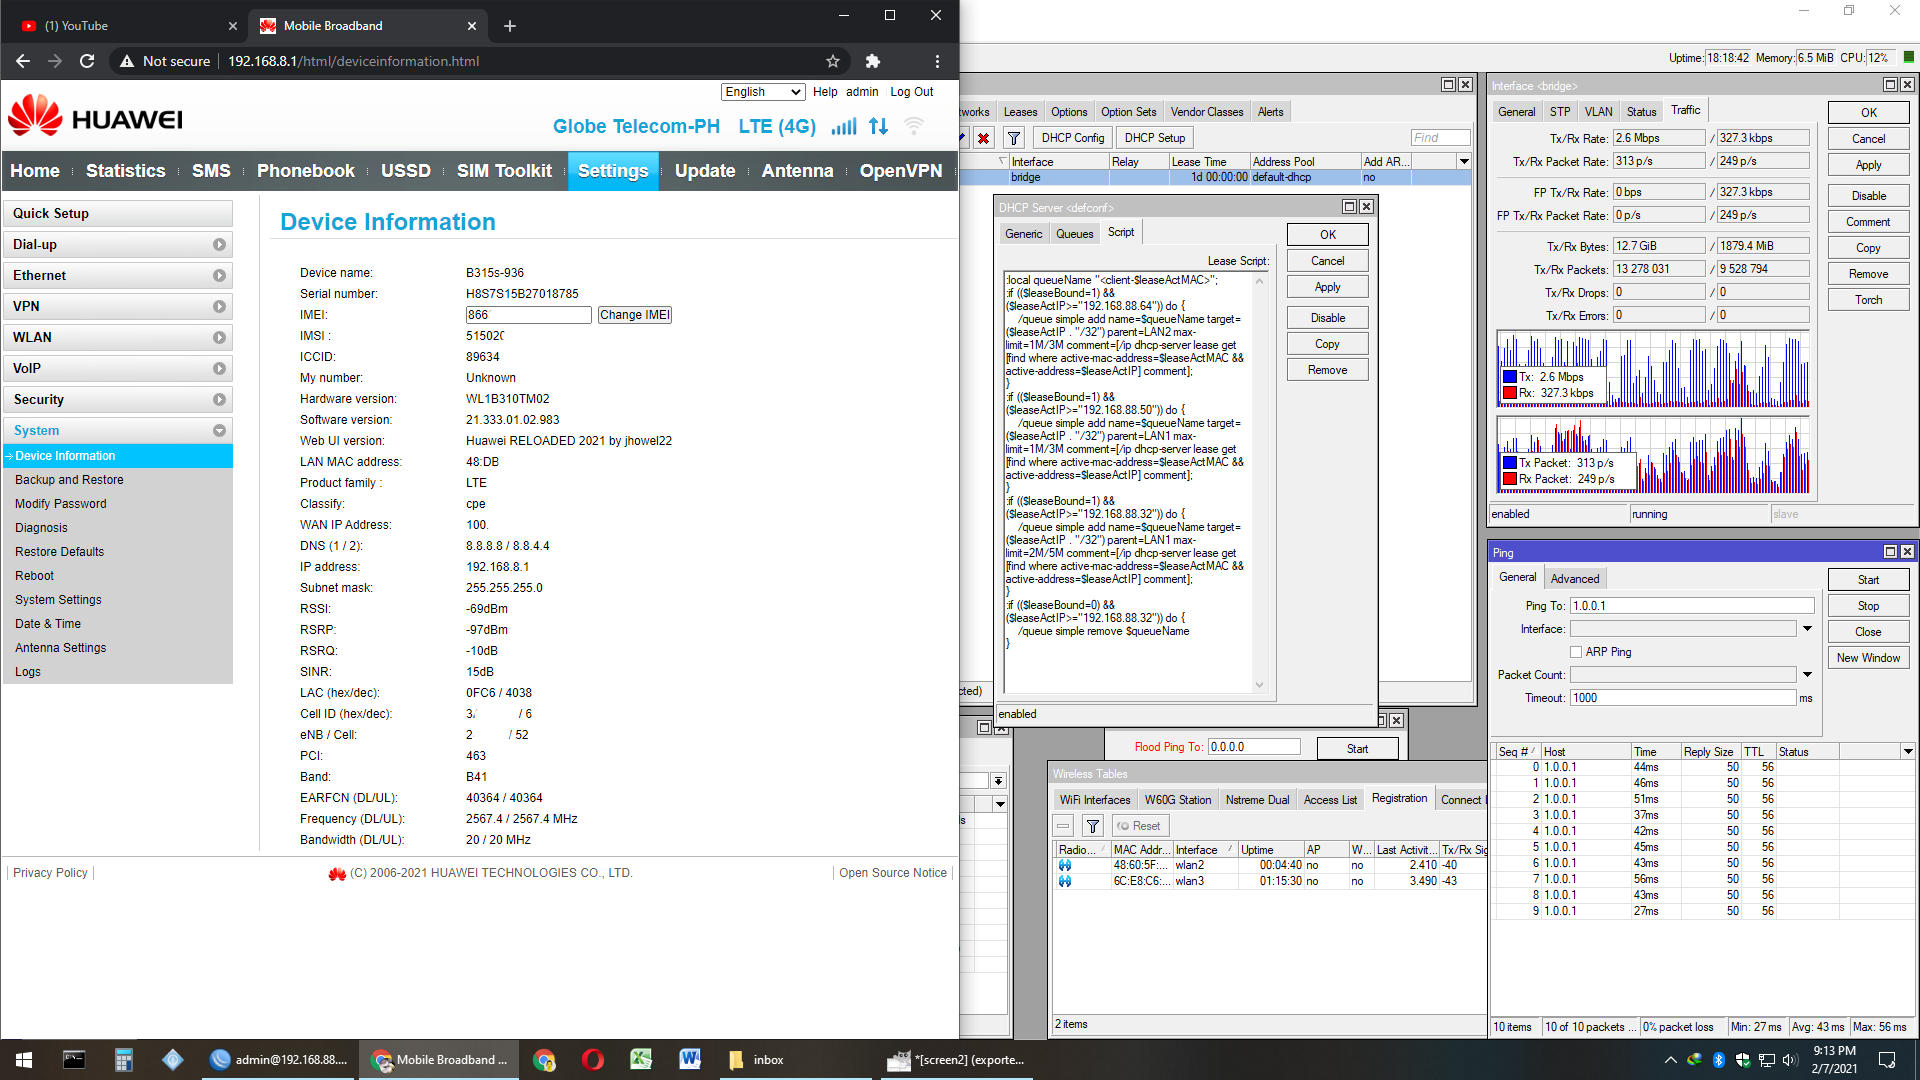 (1) YouTube
Mobile Broadband
Not secure
192.168.8.1/html/deviceinformation.html
English
Help
admin
Log Out
HUAWEI
Globe Telecom-PH
LTE (4G)
Home
Statistics
SMS
Phonebook
USSD
SIM Toolkit
Settings
Update
Antenna
OpenVPN
Quick Setup
Dial-up
Ethernet
VPN
WLAN
VoIP
Security
System
Device Information
Backup and Restore
Modify Password
Diagnosis
Restore Defaults
Reboot
System Settings
Date & Time
Antenna Settings
Logs
Device Information
Device name: B315s-936
Serial number: H8S7S15B27018785
IMEI: 866 Change IMEI
IMSI : 515020
ICCID: 89634
My number: Unknown
Hardware version: WL1B310TM02
Software version: 21.333.01.02.983
Web UI version: Huawei RELOADED 2021 by jhowel22
LAN MAC address: 48:DB
Product family : LTE
Classify: cpe
WAN IP Address: 100.
DNS (1 / 2): 8.8.8.8 / 8.8.4.4
IP address: 192.168.8.1
Subnet mask: 255.255.255.0
RSSI: -69dBm
RSRP: -97dBm
RSRQ: -10dB
SINR: 15dB
LAC (hex/dec): 0FC6 / 4038
Cell ID (hex/dec): 3 / 6
eNB / Cell: 2 / 52
PCI: 463
Band: B41
EARFCN (DL/UL): 40364 / 40364
Frequency (DL/UL): 2567.4 / 2567.4 MHz
Bandwidth (DL/UL): 20 / 20 MHz
Privacy Policy
(C) 2006-2021 HUAWEI TECHNOLOGIES CO., LTD.
Open Source Notice
Uptime: 18:18:42 Memory: 6.5 MiB CPU: 12%
works Leases Options Option Sets Vendor Classes Alerts
DHCP Config DHCP Setup Find
Interface Relay Lease Time Address Pool Add AR...
bridge 1d 00:00:00 default-dhcp no
cted)
DHCP Server <defconf>
Generic Queues Script
Lease Script:
:local queueName "<client-$leaseActMAC>";
:if (($leaseBound=1) &&
($leaseActIP>="192.168.88.64")) do {
/queue simple add name=$queueName target=
($leaseActIP . "/32") parent=LAN2 max-
limit=1M/3M comment=[/ip dhcp-server lease get
[find where active-mac-address=$leaseActMAC &&
active-address=$leaseActIP] comment];
}
:if (($leaseBound=1) &&
($leaseActIP>="192.168.88.50")) do {
/queue simple add name=$queueName target=
($leaseActIP . "/32") parent=LAN1 max-
limit=1M/3M comment=[/ip dhcp-server lease get
[find where active-mac-address=$leaseActMAC &&
active-address=$leaseActIP] comment];
}
:if (($leaseBound=1) &&
($leaseActIP>="192.168.88.32")) do {
/queue simple add name=$queueName target=
($leaseActIP . "/32") parent=LAN1 max-
limit=2M/5M comment=[/ip dhcp-server lease get
[find where active-mac-address=$leaseActMAC &&
active-address=$leaseActIP] comment];
}
:if (($leaseBound=0) &&
($leaseActIP>="192.168.88.32")) do {
/queue simple remove $queueName
}
OK
Cancel
Apply
Disable
Copy
Remove
enabled
Flood Ping To: 0.0.0.0 Start
Wireless Tables
WiFi Interfaces W60G Station Nstreme Dual Access List Registration Connect
Reset
Radio... MAC Addr... Interface Uptime AP W... Last Activit... Tx/Rx Sig
48:60:5F:... wlan2 00:04:40 no no 2.410 -40
6C:E8:C6:... wlan3 01:15:30 no no 3.490 -43
2 items
Interface <bridge>
General STP VLAN Status Traffic
Tx/Rx Rate: 2.6 Mbps / 327.3 kbps
Tx/Rx Packet Rate: 313 p/s / 249 p/s
FP Tx/Rx Rate: 0 bps / 327.3 kbps
FP Tx/Rx Packet Rate: 0 p/s / 249 p/s
Tx/Rx Bytes: 12.7 GiB / 1879.4 MiB
Tx/Rx Packets: 13 278 031 / 9 528 794
Tx/Rx Drops: 0 / 0
Tx/Rx Errors: 0 / 0
Tx: 2.6 Mbps
Rx: 327.3 kbps
Tx Packet: 313 p/s
Rx Packet: 249 p/s
enabled running slave
OK
Cancel
Apply
Disable
Comment
Copy
Remove
Torch
Ping
General Advanced
Ping To: 1.0.0.1
Interface:
ARP Ping
Packet Count:
Timeout: 1000 ms
Start
Stop
Close
New Window
Seq # Host Time Reply Size TTL Status
0 1.0.0.1 44ms 50 56
1 1.0.0.1 46ms 50 56
2 1.0.0.1 51ms 50 56
3 1.0.0.1 37ms 50 56
4 1.0.0.1 42ms 50 56
5 1.0.0.1 45ms 50 56
6 1.0.0.1 43ms 50 56
7 1.0.0.1 56ms 50 56
8 1.0.0.1 43ms 50 56
9 1.0.0.1 27ms 50 56
10 items 10 of 10 packets ... 0% packet loss Min: 27 ms Avg: 43 ms Max: 56 ms
admin@192.168.88....
Mobile Broadband ...
inbox
*[screen2] (exporte...
9:13 PM
2/7/2021